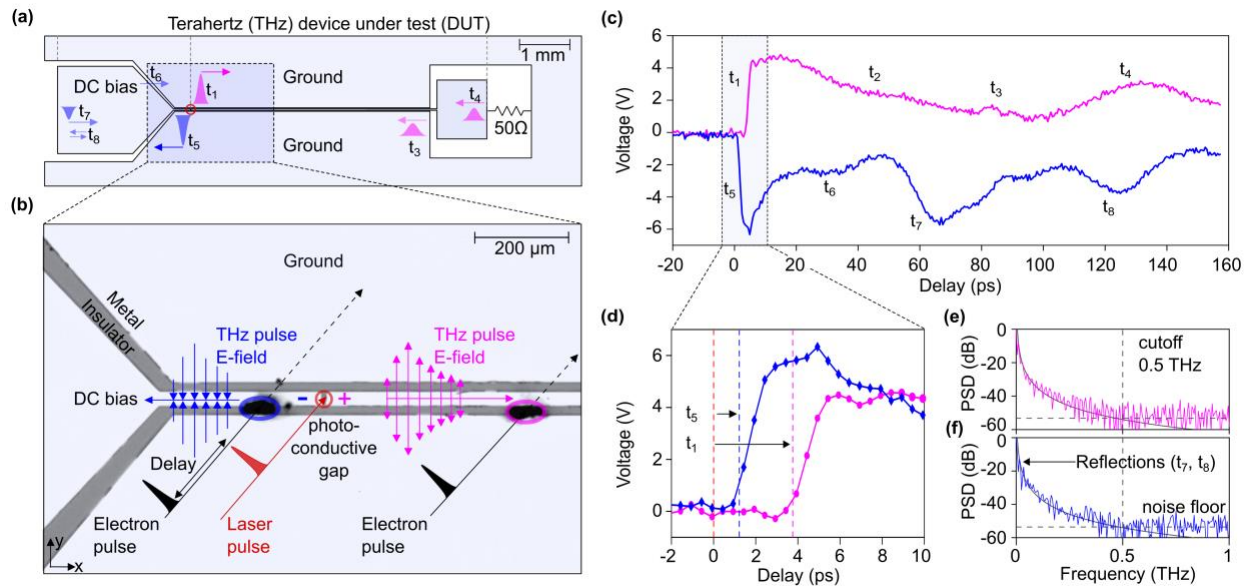 (a)
Terahertz (THz) device under test (DUT)
1 mm
DC bias
t6
t1
Ground
t7
t8
t5
Ground
t3
t4
50Ω
(b)
200 μm
Ground
Metal
Insulator
THz pulse
E-field
THz pulse
E-field
DC bias
-
+
photo-
conductive
gap
Delay
Electron
pulse
Laser
pulse
Electron
pulse
y
x
(c)
Voltage (V)
6
4
2
0
-2
-4
-6
t1
t2
t3
t4
t5
t6
t7
t8
-20
0
20
40
60
80
100
120
140
160
Delay (ps)
(d)
Voltage (V)
6
4
2
0
t5
t1
-2
0
2
4
6
8
10
Delay (ps)
(e)
PSD (dB)
0
-20
-40
-60
cutoff
0.5 THz
(f)
PSD (dB)
0
-20
-40
-60
Reflections (t7, t8)
noise floor
0
0.5
1
Frequency (THz)